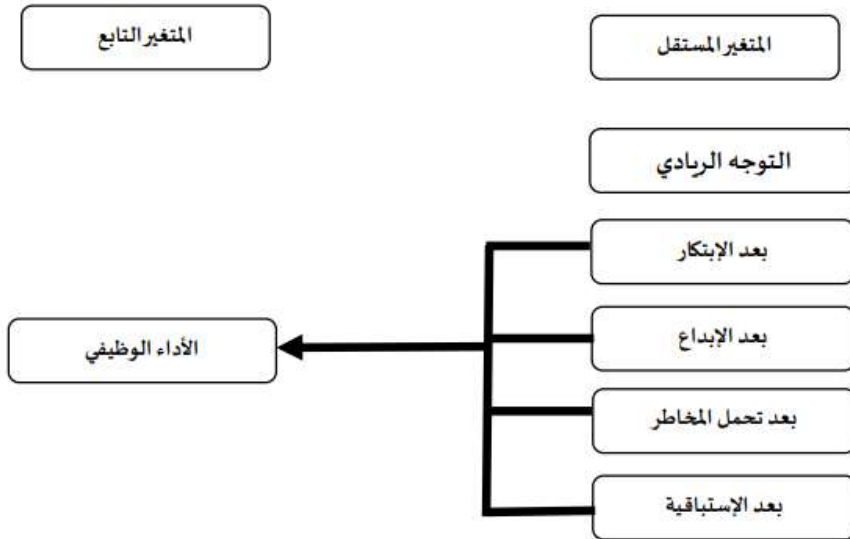 المتغير المستقل
المتغير التابع
التوجه الريادي
بعد الإبتكار
بعد الإبداع
الأداء الوظيفي
بعد تحمل المخاطر
بعد الإستباقية